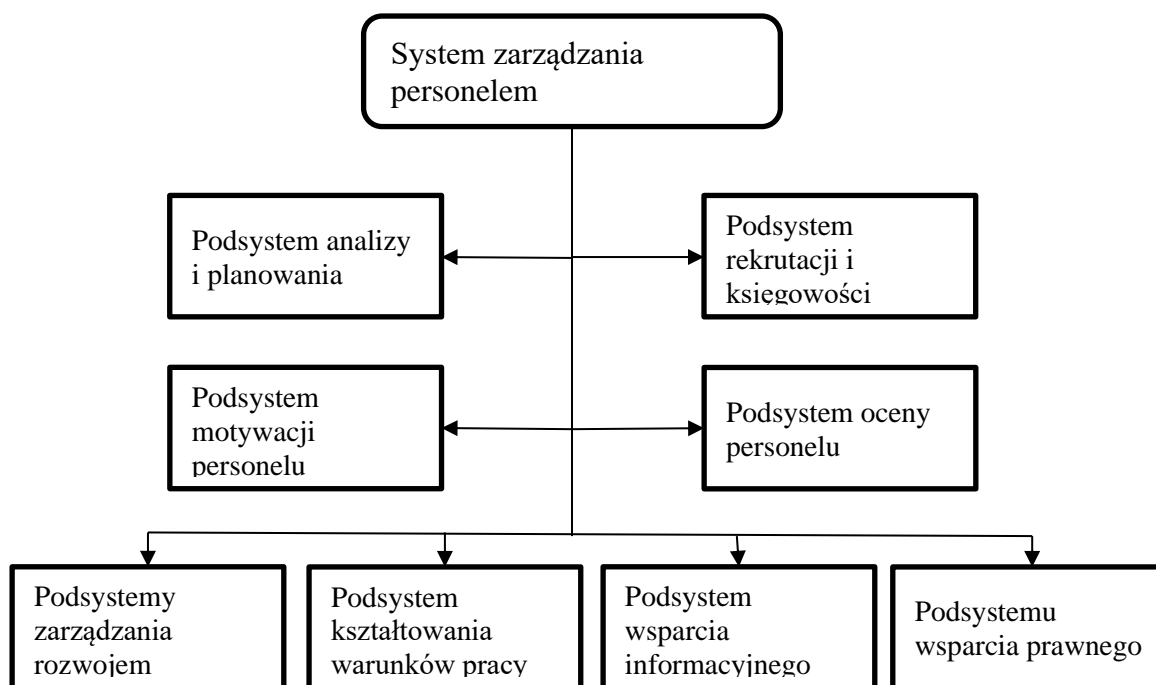 System zarządzania
personelem
Podsystem analizy
i planowania
Podsystem
rekrutacji i
księgowości
Podsystem
motywacji
personelu
Podsystem oceny
personelu
Podsystemy
zarządzania
rozwojem
Podsystem
kształtowania
warunków pracy
Podsystem
wsparcia
informacyjnego
Podsystemu
wsparcia prawnego